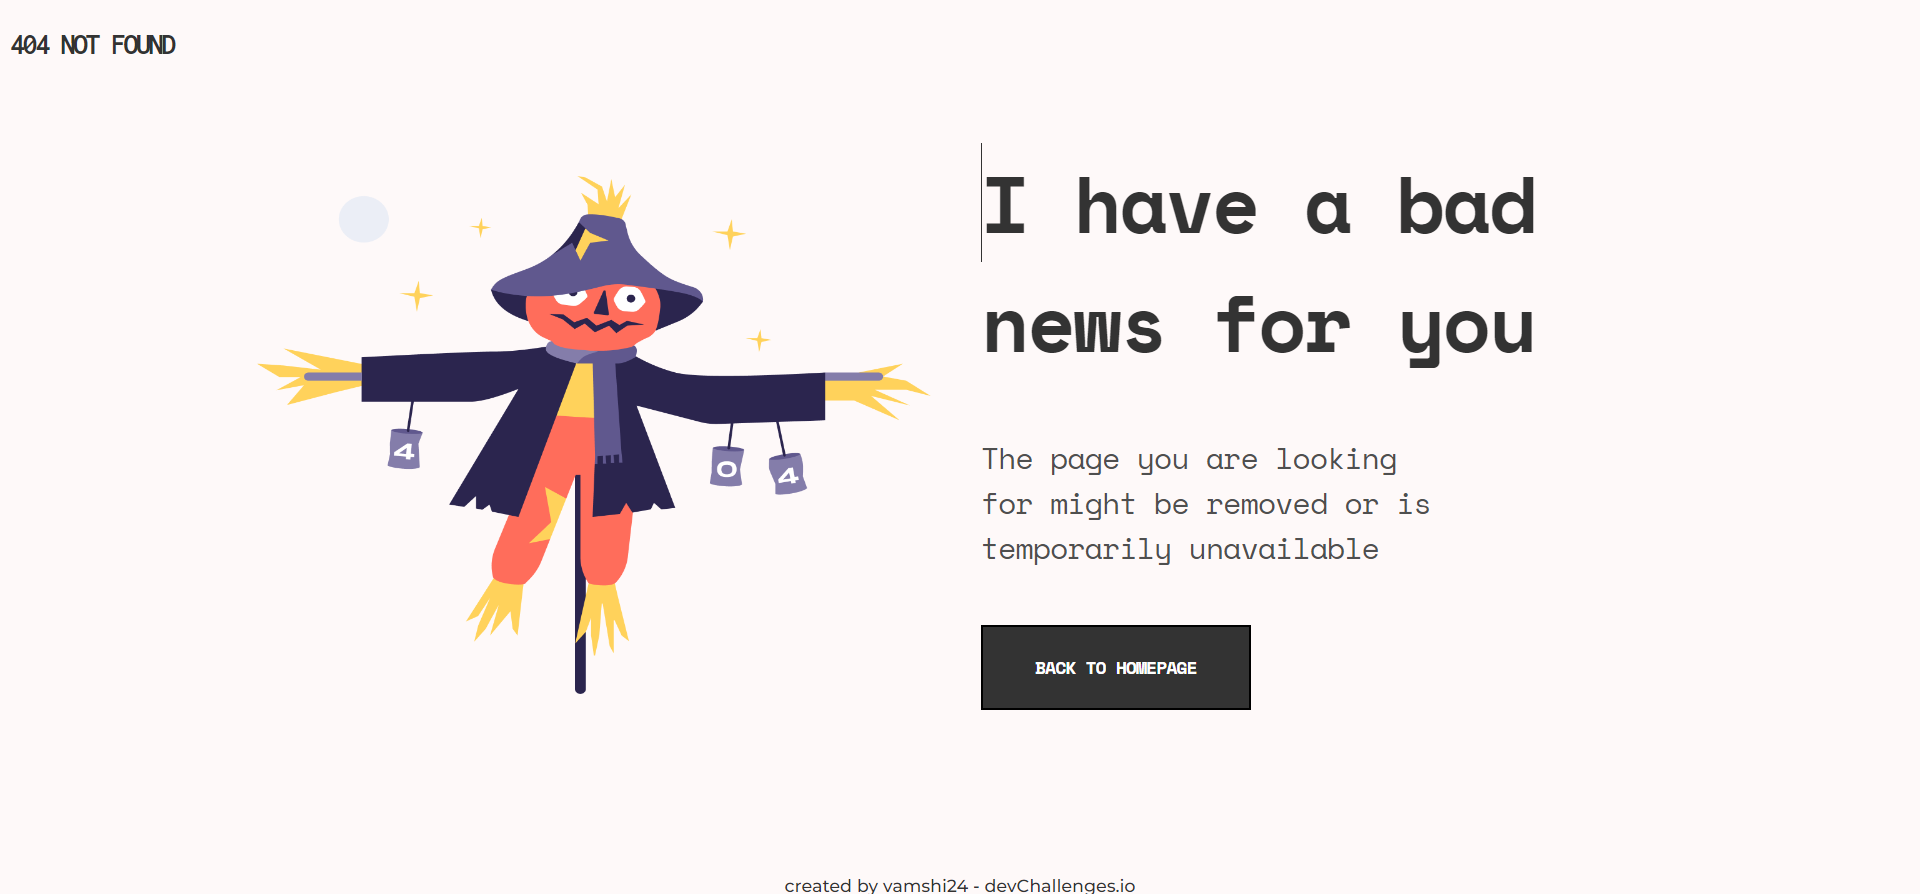 404 NOT FOUND
I have a bad
news for you
4
0
4
The page you are looking
for might be removed or is
temporarily unavailable
BACK TO HOMEPAGE
created by vamshi24 - devChallenges.io